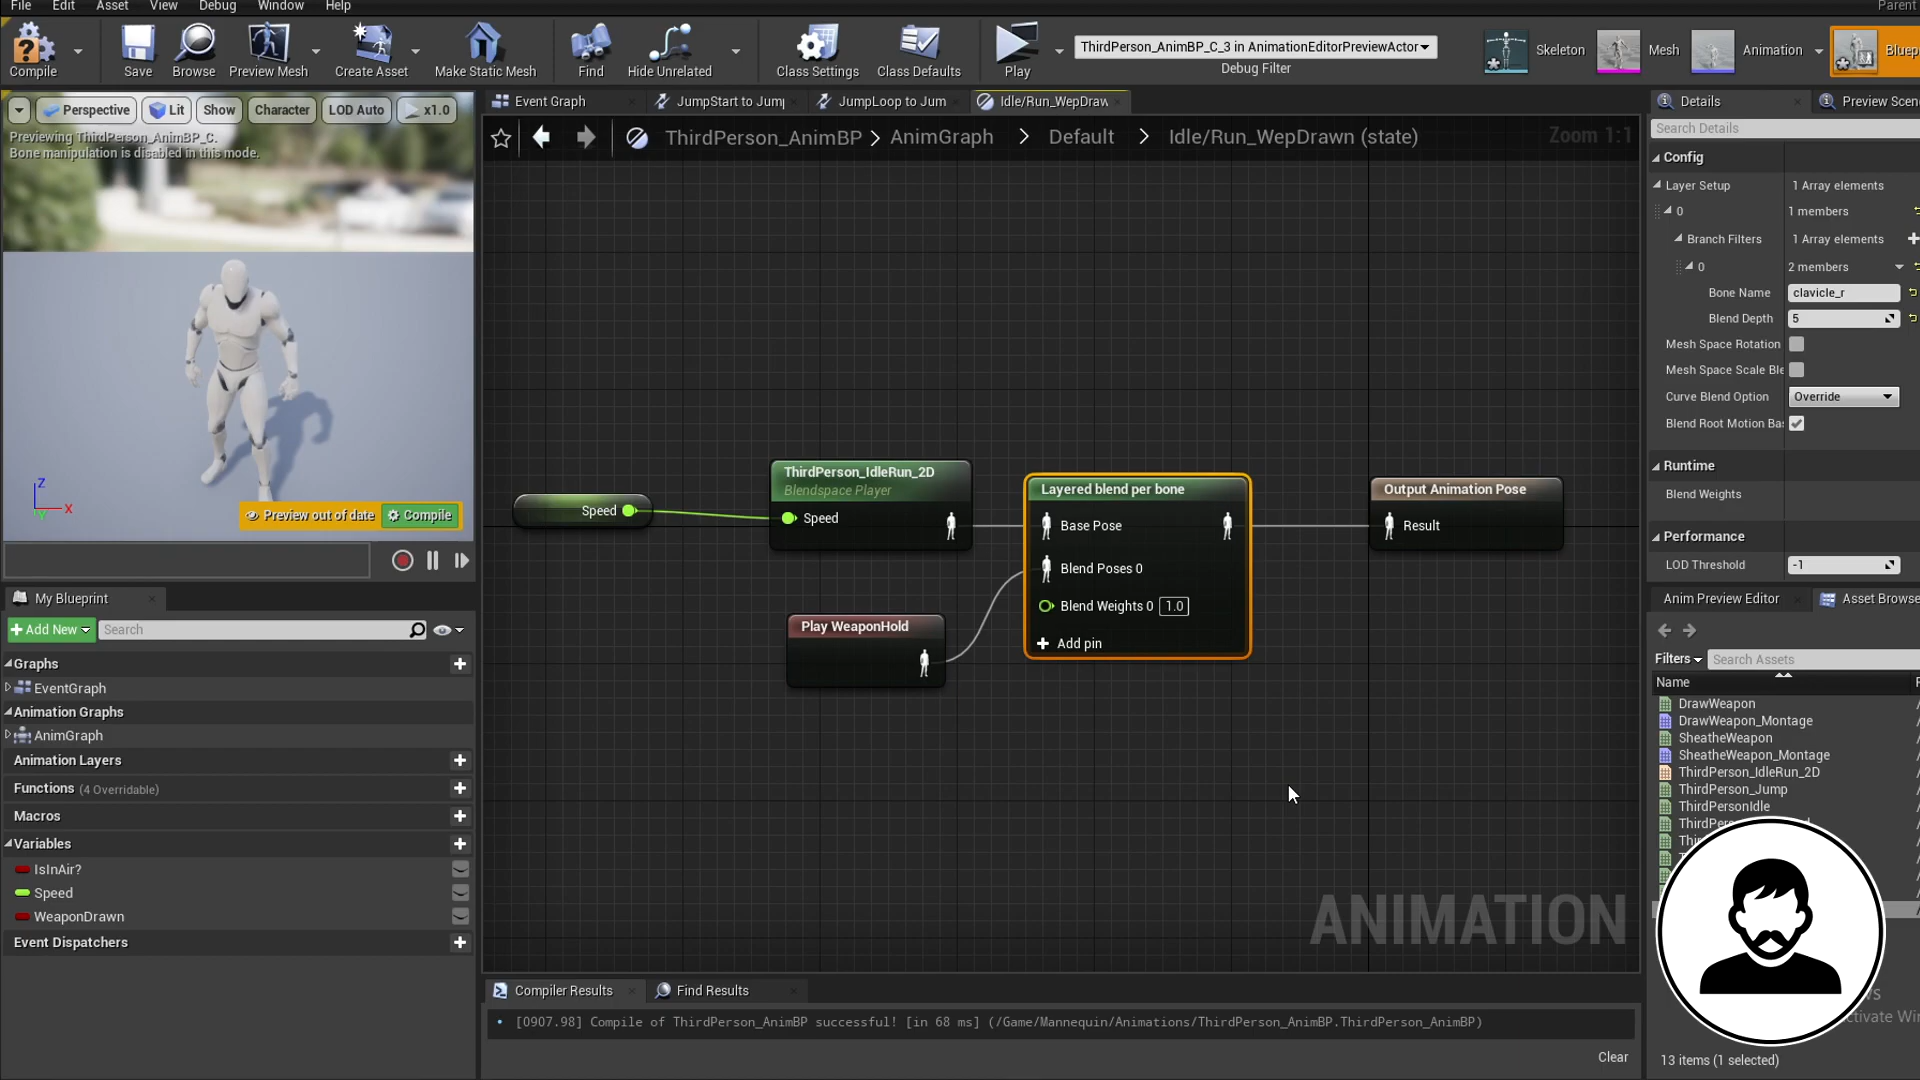 File Edit Asset View Debug Window Help Parent
Compile Save Browse Preview Mesh Create Asset Make Static Mesh Find Hide Unrelated Class Settings Class Defaults Play
ThirdPerson_AnimBP_C_3 in AnimationEditorPreviewActor
Debug Filter
Skeleton Mesh Animation
Perspective Lit Show Character LOD Auto x1.0
Previewing ThirdPerson_AnimBP_C.
Bone manipulation is disabled in this mode.
Z
X
Y
Preview out of date Compile
Event Graph JumpStart to Jump JumpLoop to Jum Idle/Run_WepDraw
ThirdPerson_AnimBP > AnimGraph > Default > Idle/Run_WepDrawn (state)
Zoom 1:1
Speed
ThirdPerson_IdleRun_2D
Blendspace Player
Speed
Play WeaponHold
Layered blend per bone
Base Pose
Blend Poses 0
Blend Weights 0 1.0
Add pin
Output Animation Pose
Result
ANIMATION
My Blueprint
Add New Search
Graphs
EventGraph
Animation Graphs
AnimGraph
Animation Layers
Functions (4 Overridable)
Macros
Variables
IsInAir?
Speed
WeaponDrawn
Event Dispatchers
Compiler Results Find Results
[0907.98] Compile of ThirdPerson_AnimBP successful! [in 68 ms] (/Game/Mannequin/Animations/ThirdPerson_AnimBP.ThirdPerson_AnimBP)
Clear
Details Preview Scen
Search Details
Config
Layer Setup 1 Array elements
0 1 members
Branch Filters 1 Array elements
0 2 members
Bone Name clavicle_r
Blend Depth 5
Mesh Space Rotation
Mesh Space Scale Ble
Curve Blend Option Override
Blend Root Motion Ba
Runtime
Blend Weights
Performance
LOD Threshold -1
Anim Preview Editor Asset Browse
Filters Search Assets
Name
DrawWeapon
DrawWeapon_Montage
SheatheWeapon
SheatheWeapon_Montage
ThirdPerson_IdleRun_2D
ThirdPerson_Jump
ThirdPersonIdle
13 items (1 selected)